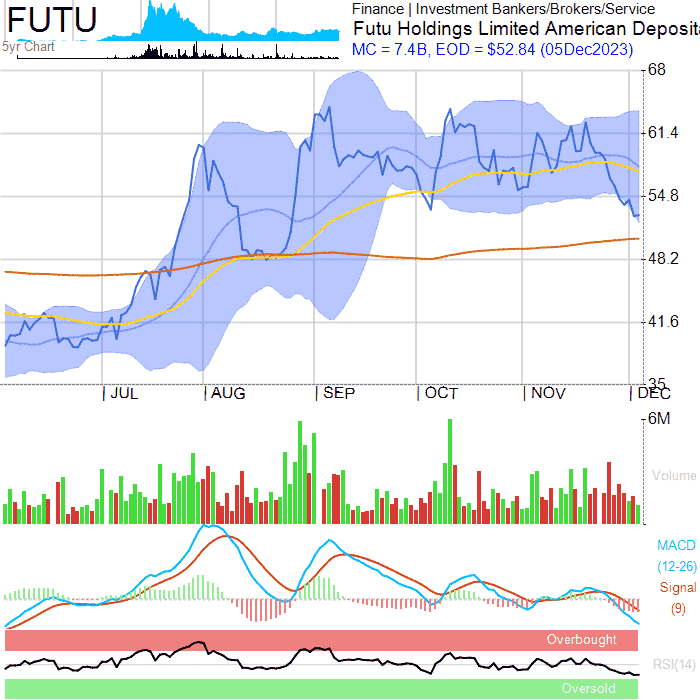 FUTU
5yr Chart
Finance | Investment Bankers/Brokers/Service
Futu Holdings Limited American Deposit
MC = 7.4B, EOD = $52.84 (05Dec2023)
68
61.4
54.8
48.2
41.6
35
JUL
AUG
SEP
OCT
NOV
DEC
6M
Volume
MACD
(12-26)
Signal
(9)
Overbought
RSI(14)
Oversold